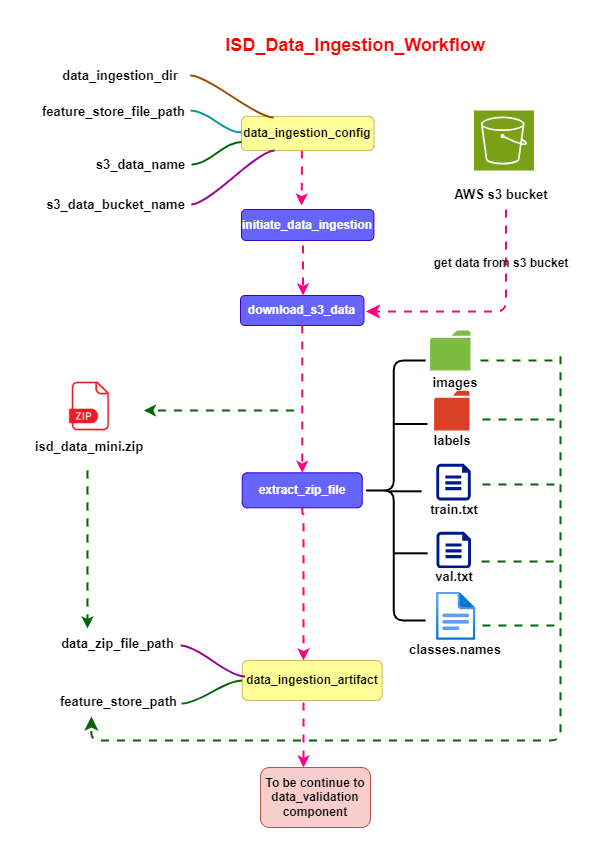 ISD_Data_Ingestion_Workflow
data_ingestion_dir
feature_store_file_path
data_ingestion_config
s3_data_name
s3_data_bucket_name
AWS s3 bucket
initiate_data_ingestion
get data from s3 bucket
download_s3_data
images
ZIP
isd_data_mini.zip
labels
extract_zip_file
train.txt
val.txt
classes.names
data_zip_file_path
data_ingestion_artifact
feature_store_path
To be continue to
data_validation
component